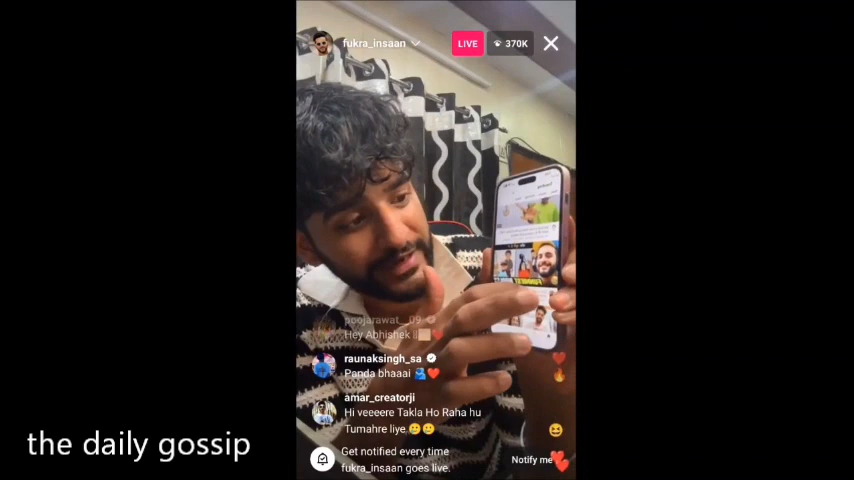 fukra_insaan
LIVE
370K
poojarawat__09
Hey Abhishek
raunaksingh_sa
Panda bhaaai 🫂❤️
amar_creatorji
Hi veeeere Takla Ho Raha hu
Tumahre liye 🥲🥲
Get notified every time
fukra_insaan goes live.
Notify me
the daily gossip